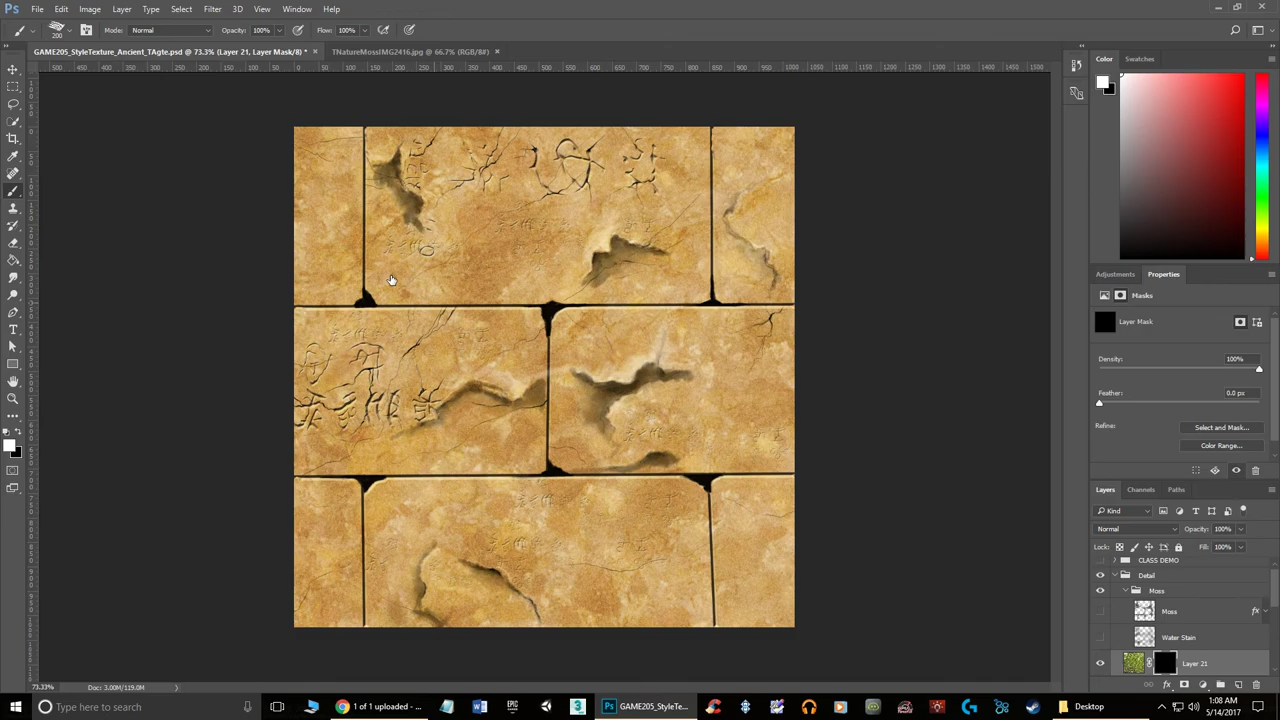 File Edit Image Layer Type Select Filter 3D View Window Help
200 Mode: Normal Opacity: 100% Flow: 100%
GAME205_StyleTexture_Ancient_TAgte.psd @ 73.3% (Layer 21, Layer Mask/8) * × TNatureMossIMG2416.jpg @ 66.7% (RGB/8#) ×
Color Swatches
Adjustments Properties
Masks
Layer Mask
Density: 100%
Feather: 0.0 px
Refine: Select and Mask...
Color Range...
Layers Channels Paths
Kind
Normal Opacity: 100%
Lock: Fill: 100%
CLASS DEMO
Detail
Moss
Moss fx
Water Stain
Layer 21
73.33% Doc: 3.00M/119.0M
Type here to search
1 of 1 uploaded - ...
GAME205_StyleTe...
Desktop
1:08 AM
5/14/2017